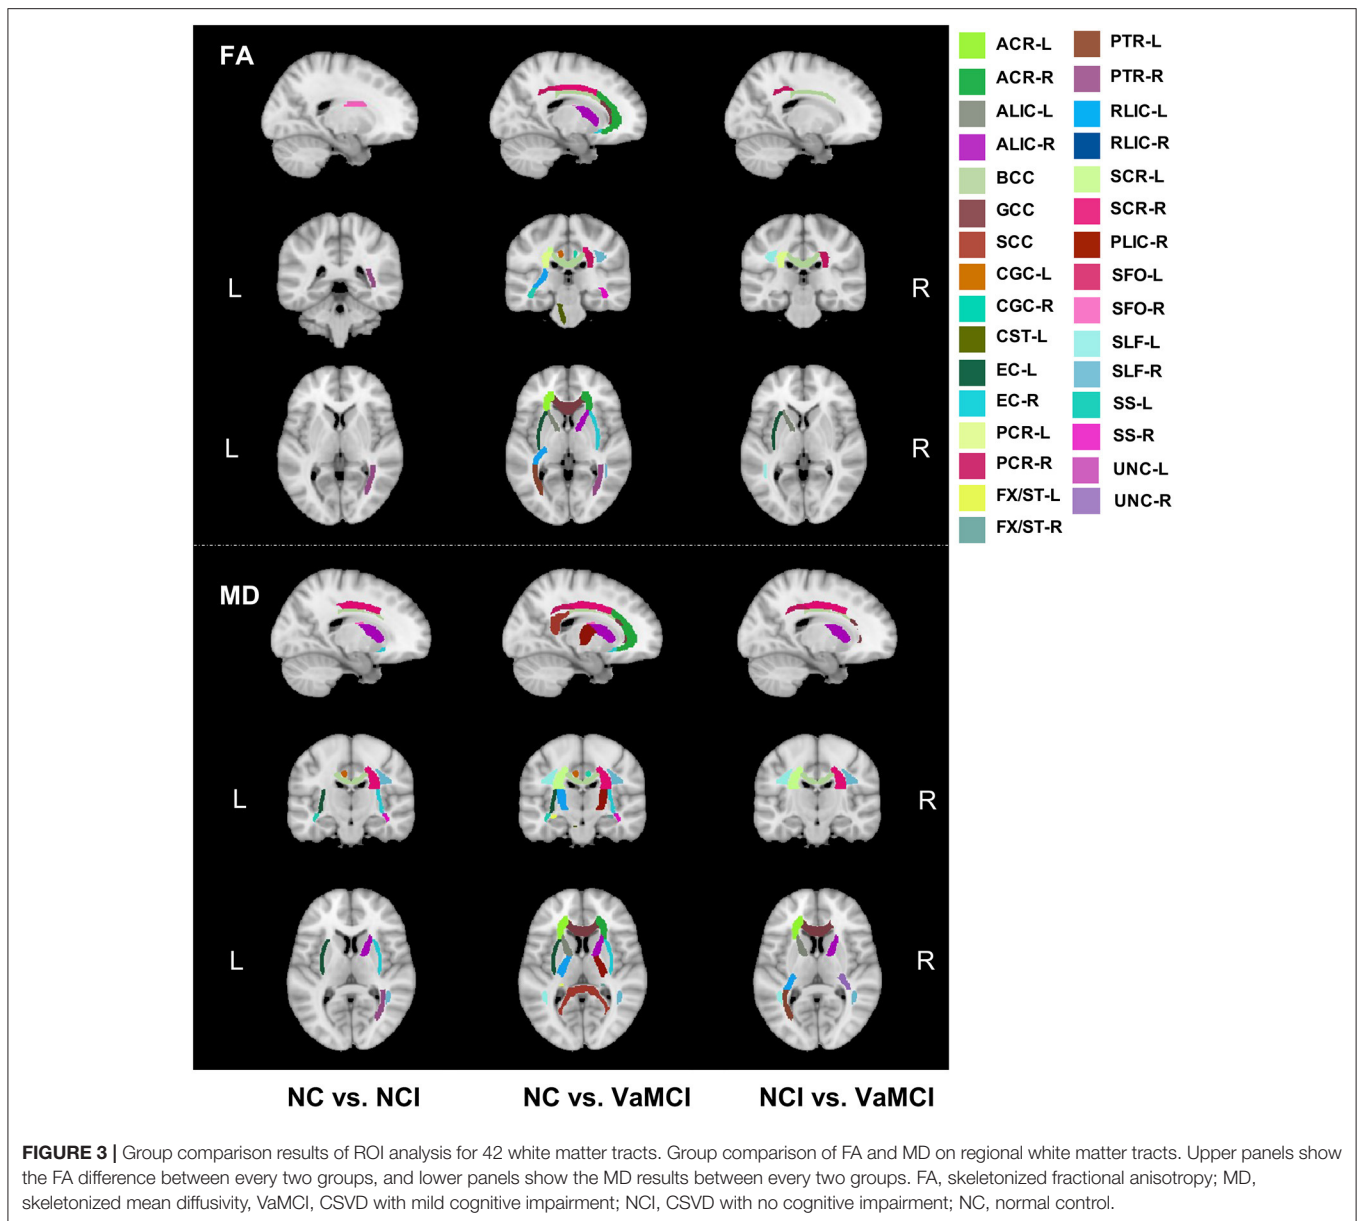 FA
L
R
L
R
MD
L
R
L
R
NC vs. NCI
NC vs. VaMCI
NCI vs. VaMCI
ACR-L
ACR-R
ALIC-L
ALIC-R
BCC
GCC
SCC
CGC-L
CGC-R
CST-L
EC-L
EC-R
PCR-L
PCR-R
FX/ST-L
FX/ST-R
PTR-L
PTR-R
RLIC-L
RLIC-R
SCR-L
SCR-R
PLIC-R
SFO-L
SFO-R
SLF-L
SLF-R
SS-L
SS-R
UNC-L
UNC-R
FIGURE 3 | Group comparison results of ROI analysis for 42 white matter tracts. Group comparison of FA and MD on regional white matter tracts. Upper panels show
the FA difference between every two groups, and lower panels show the MD results between every two groups. FA, skeletonized fractional anisotropy; MD,
skeletonized mean diffusivity, VaMCI, CSVD with mild cognitive impairment; NCI, CSVD with no cognitive impairment; NC, normal control.